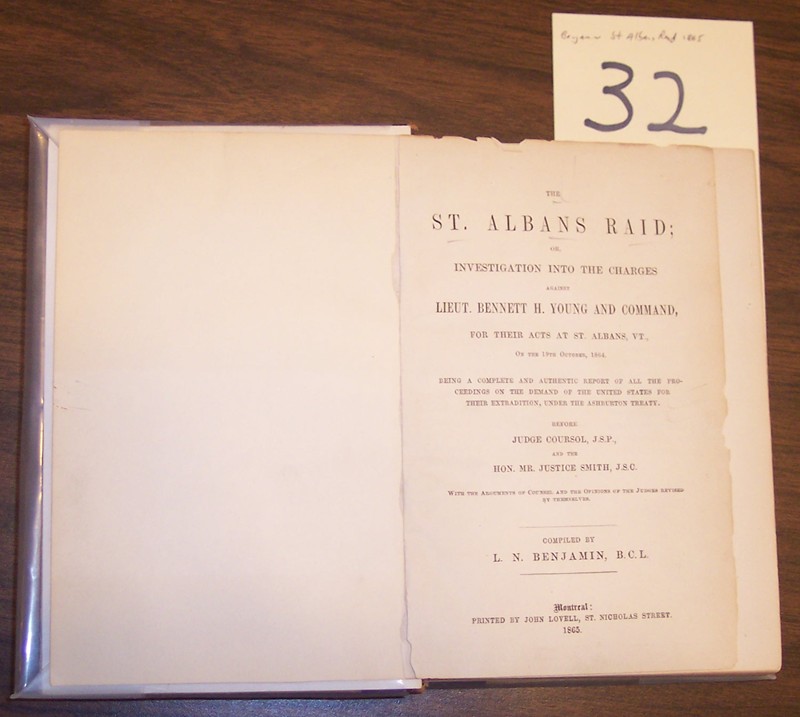 St Albans Raid 1865
32
THE
ST. ALBANS RAID;
OR,
INVESTIGATION INTO THE CHARGES
AGAINST
LIEUT. BENNETT H. YOUNG AND COMMAND,
FOR THEIR ACTS AT ST. ALBANS, VT.,
ON THE 19TH OCTOBER, 1864.
BEING A COMPLETE AND AUTHENTIC REPORT OF ALL THE PRO-
CEEDINGS ON THE DEMAND OF THE UNITED STATES FOR
THEIR EXTRADITION, UNDER THE ASHBURTON TREATY.
BEFORE
JUDGE COURSOL, J.S.P.,
AND THE
HON. MR. JUSTICE SMITH, J.S.C.
WITH THE ARGUMENTS OF COUNSEL AND THE OPINIONS OF THE JUDGES REVISED
BY THEMSELVES.
COMPILED BY
L. N. BENJAMIN, B.C.L.
Montreal:
PRINTED BY JOHN LOVELL, ST. NICHOLAS STREET.
1865.